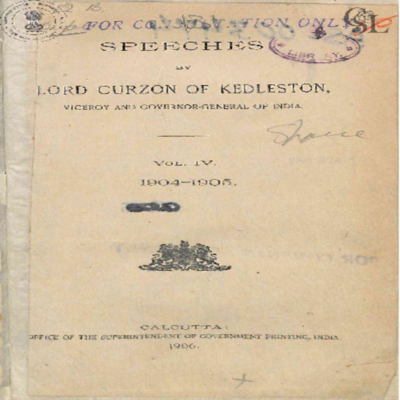 FOR CONSULTATION ONLY
SPEECHES
BY
LORD CURZON OF KEDLESTON,
VICEROY AND GOVERNOR-GENERAL OF INDIA.
VOL. IV.
1904-1905.
CALCUTTA:
OFFICE OF THE SUPERINTENDENT OF GOVERNMENT PRINTING, INDIA.
1906.